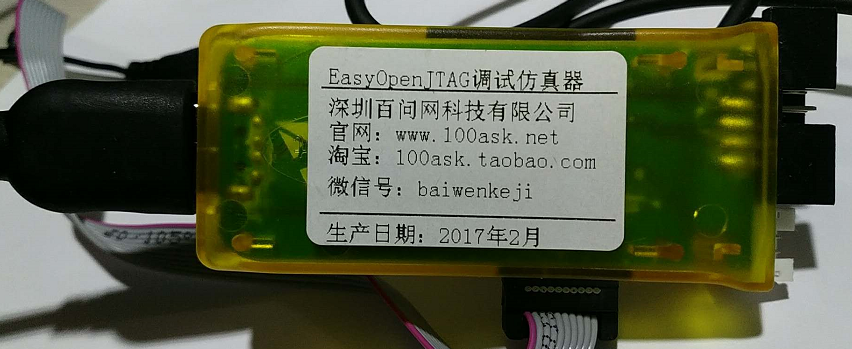 EasyOpenJTAG调试仿真器
深圳百问网科技有限公司
官网：www.100ask.net
淘宝：100ask.taobao.com
微信号：baiwenkeji
生产日期：2017年2月